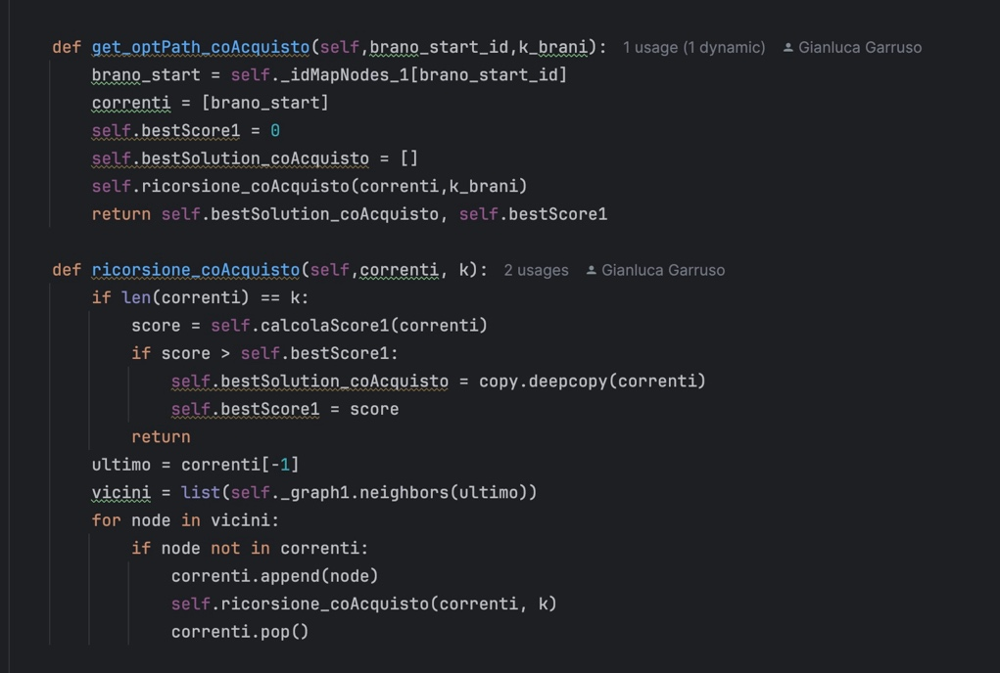 def get_optPath_coAcquisto(self,brano_start_id,k_brani): 1 usage (1 dynamic) Gianluca Garruso
brano_start = self._idMapNodes_1[brano_start_id]
correnti = [brano_start]
self.bestScore1 = 0
self.bestSolution_coAcquisto = []
self.ricorsione_coAcquisto(correnti,k_brani)
return self.bestSolution_coAcquisto, self.bestScore1
def ricorsione_coAcquisto(self,correnti, k): 2 usages Gianluca Garruso
if len(correnti) == k:
score = self.calcolaScore1(correnti)
if score > self.bestScore1:
self.bestSolution_coAcquisto = copy.deepcopy(correnti)
self.bestScore1 = score
return
ultimo = correnti[-1]
vicini = list(self._graph1.neighbors(ultimo))
for node in vicini:
if node not in correnti:
correnti.append(node)
self.ricorsione_coAcquisto(correnti, k)
correnti.pop()